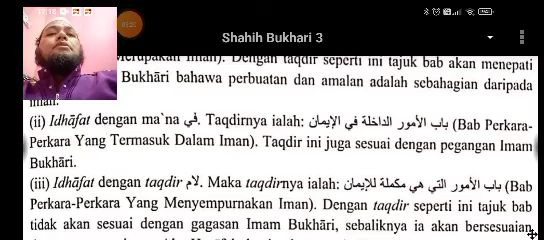 17:18
Shahih Bukhari 3
Merupakan Iman). Dengan taqdir seperti ini tajuk bab akan menepati
Bukhāri bahawa perbuatan dan amalan adalah sebahagian daripada
iman.
(ii) Idhāfat dengan ma`na في. Taqdirnya ialah: باب الأمور الداخلة في الإيمان (Bab Perkara-
Perkara Yang Termasuk Dalam Iman). Taqdir ini juga sesuai dengan pegangan Imam
Bukhāri.
(iii) Idhāfat dengan taqdir لام. Maka taqdirnya ialah: باب الأمور التي هي مكملة للإيمان (Bab
Perkara-Perkara Yang Menyempurnakan Iman). Dengan taqdir seperti ini tajuk bab
tidak akan sesuai dengan gagasan Imam Bukhāri, sebaliknya ia akan bersesuaian